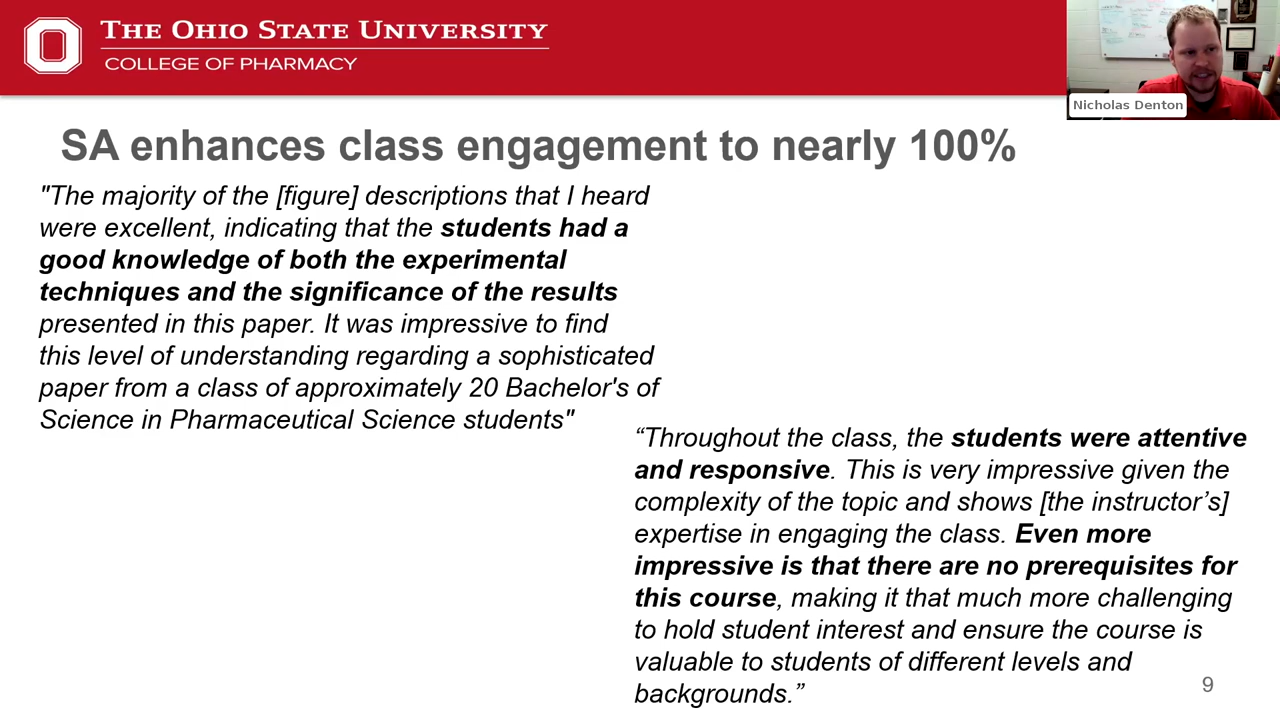 THE OHIO STATE UNIVERSITY
COLLEGE OF PHARMACY
Nicholas Denton
SA enhances class engagement to nearly 100%
"The majority of the [figure] descriptions that I heard
were excellent, indicating that the students had a
good knowledge of both the experimental
techniques and the significance of the results
presented in this paper. It was impressive to find
this level of understanding regarding a sophisticated
paper from a class of approximately 20 Bachelor's of
Science in Pharmaceutical Science students"
“Throughout the class, the students were attentive
and responsive. This is very impressive given the
complexity of the topic and shows [the instructor’s]
expertise in engaging the class. Even more
impressive is that there are no prerequisites for
this course, making it that much more challenging
to hold student interest and ensure the course is
valuable to students of different levels and
backgrounds.”
9